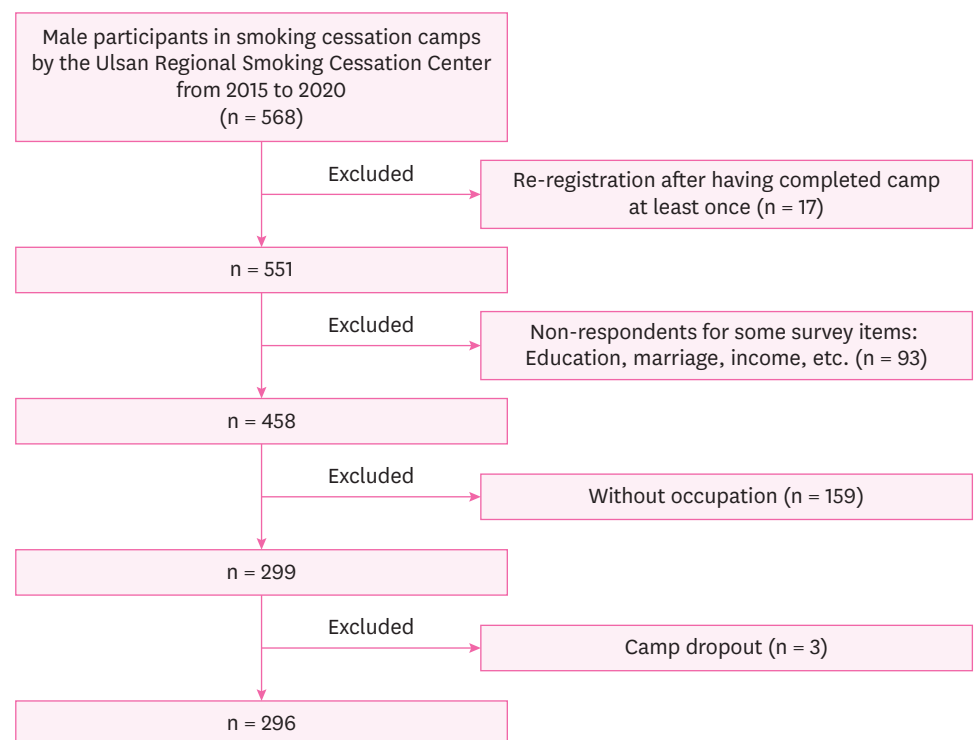 Male participants in smoking cessation camps
by the Ulsan Regional Smoking Cessation Center
from 2015 to 2020
(n = 568)
Excluded
Re-registration after having completed camp
at least once (n = 17)
n = 551
Excluded
Non-respondents for some survey items:
Education, marriage, income, etc. (n = 93)
n = 458
Excluded
Without occupation (n = 159)
n = 299
Excluded
Camp dropout (n = 3)
n = 296